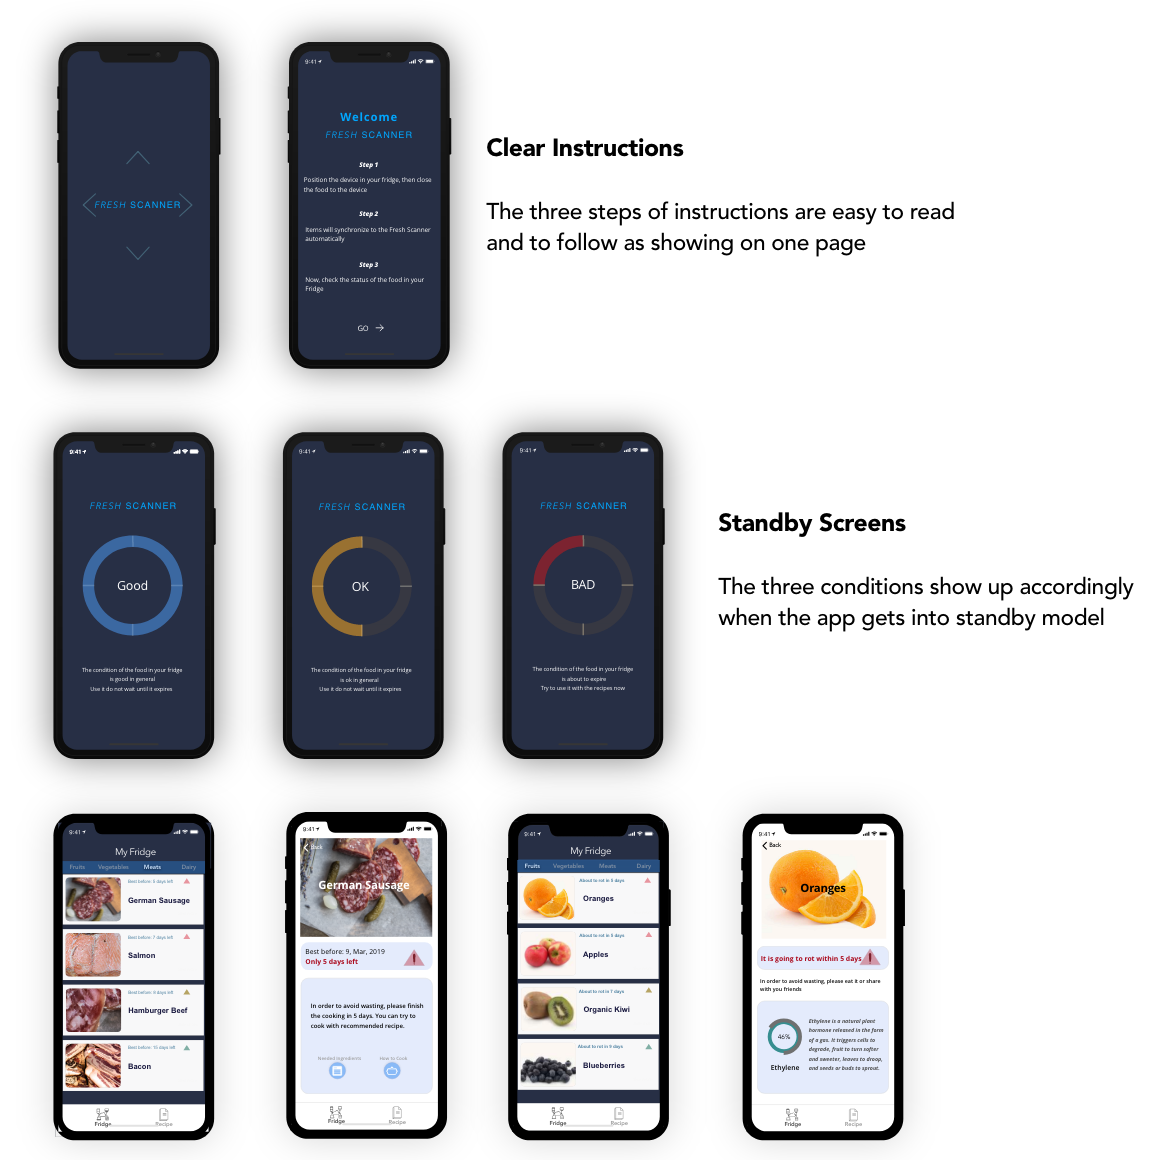 FRESH SCANNER
9:41
Welcome
FRESH SCANNER
Step 1
Position the device in your fridge, then close
the food to the device
Step 2
Items will synchronize to the Fresh Scanner
automatically
Step 3
Now, check the status of the food in your
Fridge
GO
Clear Instructions
The three steps of instructions are easy to read
and to follow as showing on one page
9:41
FRESH SCANNER
Good
The condition of the food in your fridge
is good in general
Use it do not wait until it expires
9:41
FRESH SCANNER
OK
The condition of the food in your fridge
is ok in general
Use it do not wait until it expires
9:41
FRESH SCANNER
BAD
The condition of the food in your fridge
is about to expire
Try to use it with the recipes now
Standby Screens
The three conditions show up accordingly
when the app gets into standby model
9:41
My Fridge
Fruits Vegetables Meats Dairy
Best before: 5 days left
German Sausage
Best before: 7 days left
Salmon
Best before: 9 days left
Hamburger Beef
Best before: 15 days left
Bacon
Fridge Recipe
9:41
Back
German Sausage
Best before: 9, Mar, 2019
Only 5 days left
In order to avoid wasting, please finish
the cooking in 5 days. You can try to
cook with recommended recipe.
Needed Ingredients How to Cook
Fridge Recipe
9:41
My Fridge
Fruits Vegetables Meats Dairy
About to rot in 5 days
Oranges
About to rot in 5 days
Apples
About to rot in 7 days
Organic Kiwi
About to rot in 9 days
Blueberries
Fridge Recipe
9:41
Back
Oranges
It is going to rot within 5 days
In order to avoid wasting, please eat it or share
with you friends
46%
Ethylene
Ethylene is a natural plant
hormone released in the form
of a gas. It triggers cells to
degrade, fruit to turn softer
and sweeter, leaves to droop,
and seeds or buds to sprout.
Fridge Recipe